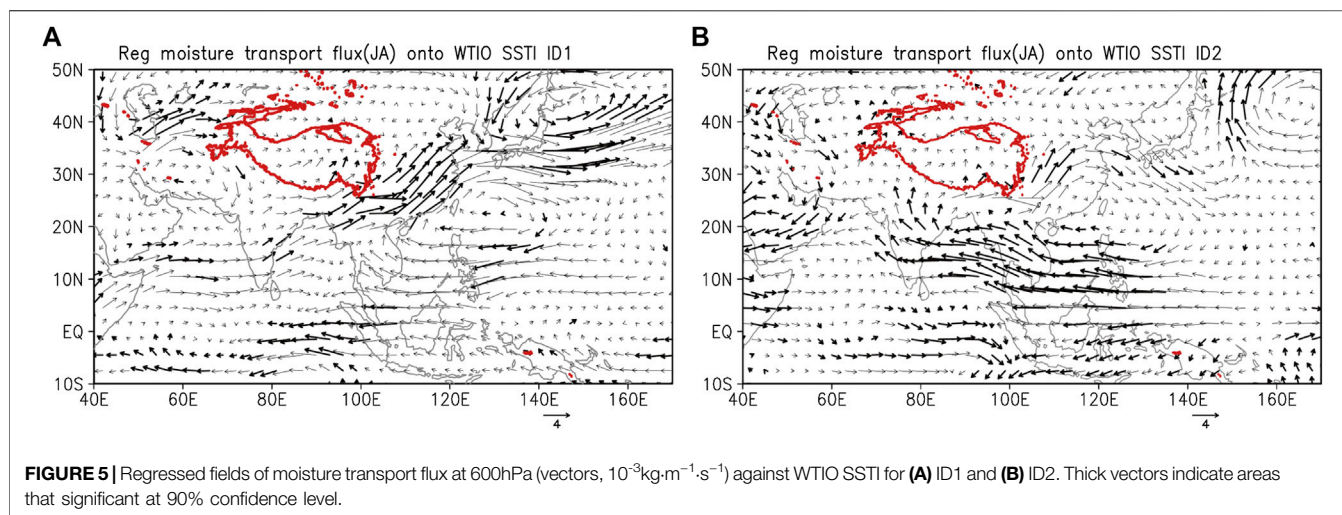 A
Reg moisture transport flux(JA) onto WTIO SSTI ID1
50N
40N
30N
20N
10N
EQ
10S
40E 60E 80E 100E 120E 140E 160E
4
B
Reg moisture transport flux(JA) onto WTIO SSTI ID2
50N
40N
30N
20N
10N
EQ
10S
40E 60E 80E 100E 120E 140E 160E
4
FIGURE 5 | Regressed fields of moisture transport flux at 600hPa (vectors, 10⁻³kg·m⁻¹·s⁻¹) against WTIO SSTI for (A) ID1 and (B) ID2. Thick vectors indicate areas
that significant at 90% confidence level.